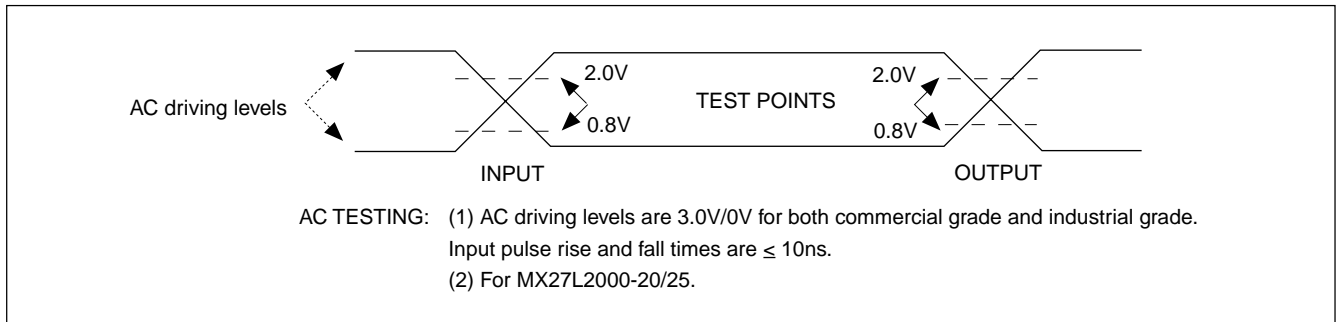 2.0V
2.0V
AC driving levels
TEST POINTS
0.8V
0.8V
INPUT
OUTPUT
AC TESTING: (1) AC driving levels are 3.0V/0V for both commercial grade and industrial grade.
Input pulse rise and fall times are ≤ 10ns.
(2) For MX27L2000-20/25.